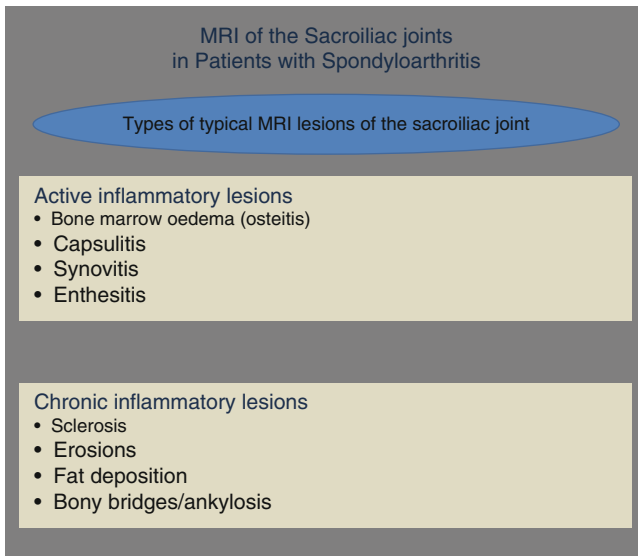 MRI of the Sacroiliac joints
in Patients with Spondyloarthritis
Types of typical MRI lesions of the sacroiliac joint
Active inflammatory lesions
• Bone marrow oedema (osteitis)
• Capsulitis
• Synovitis
• Enthesitis
Chronic inflammatory lesions
• Sclerosis
• Erosions
• Fat deposition
• Bony bridges/ankylosis